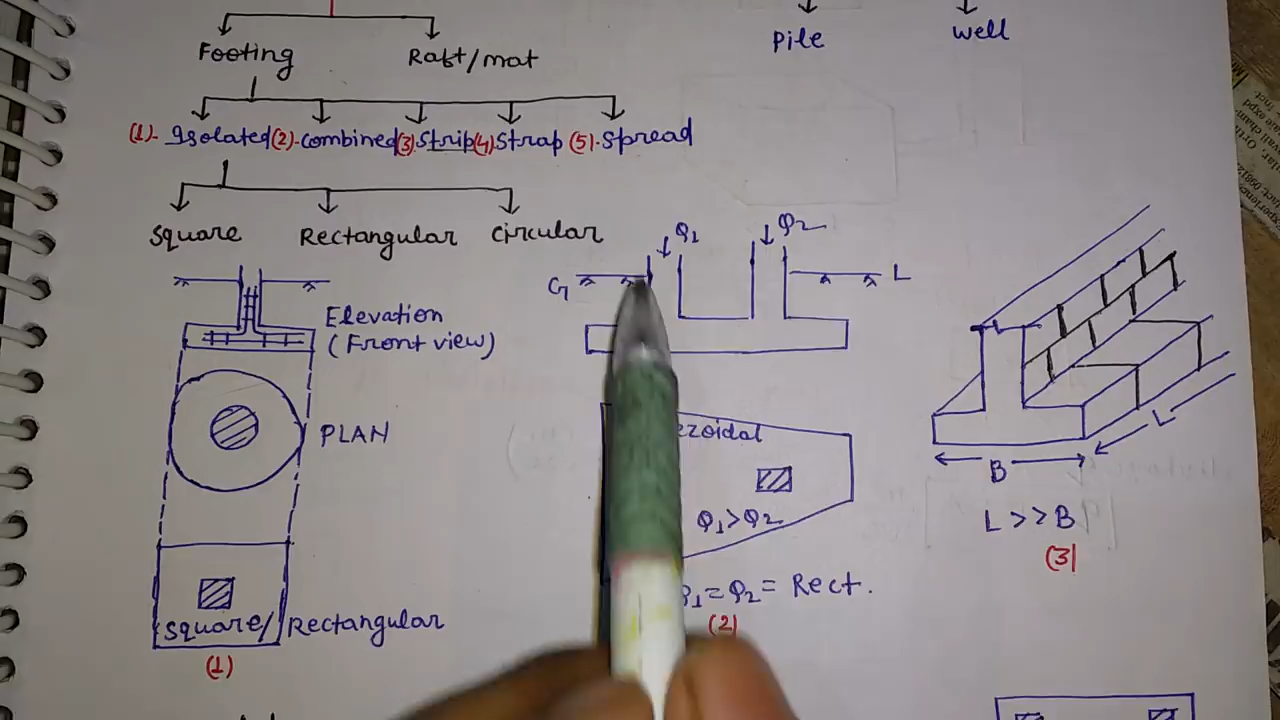 Footing Raft/mat Pile well
(1). Isolated (2). Combined (3) Strip (4) Strap (5). Spread
Square Rectangular Circular
Elevation
(Front view)
PLAN
Square/Rectangular
(1)
Q1 Q2
G L
ezoidal
Q1>Q2
Q1=Q2= Rect.
(2)
L
B
L>>B
(3)